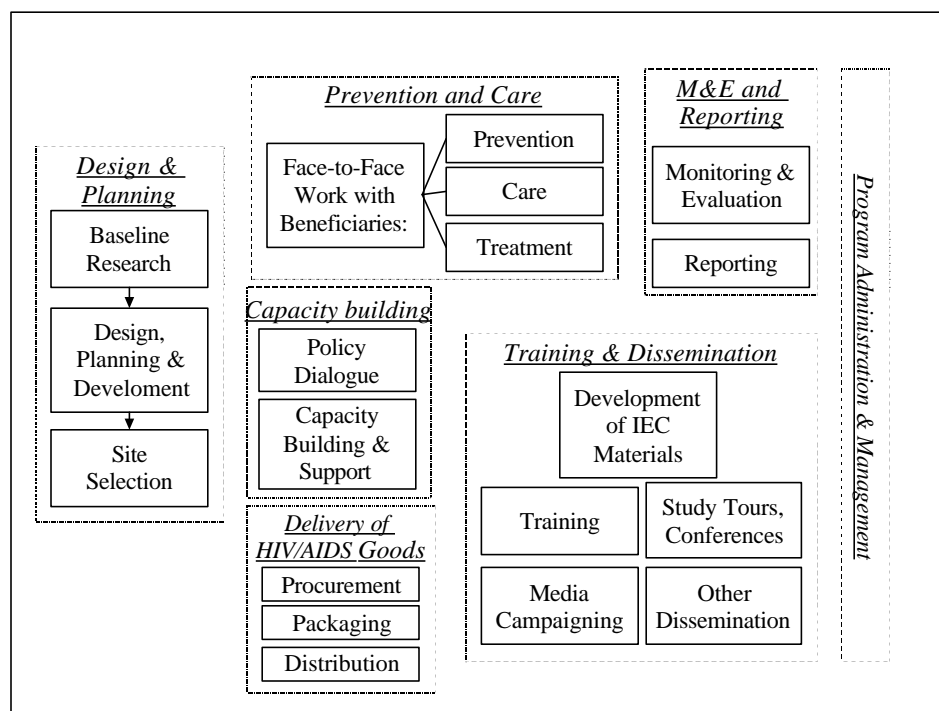 Design &
Planning
Baseline
Research
Design,
Planning &
Develoment
Site
Selection
Prevention and Care
Face-to-Face
Work with
Beneficiaries:
Prevention
Care
Treatment
Capacity building
Policy
Dialogue
Capacity
Building &
Support
Delivery of
HIV/AIDS Goods
Procurement
Packaging
Distribution
M&E and
Reporting
Monitoring &
Evaluation
Reporting
Training & Dissemination
Development
of IEC
Materials
Training
Study Tours,
Conferences
Media
Campaigning
Other
Dissemination
Program Administration & Management